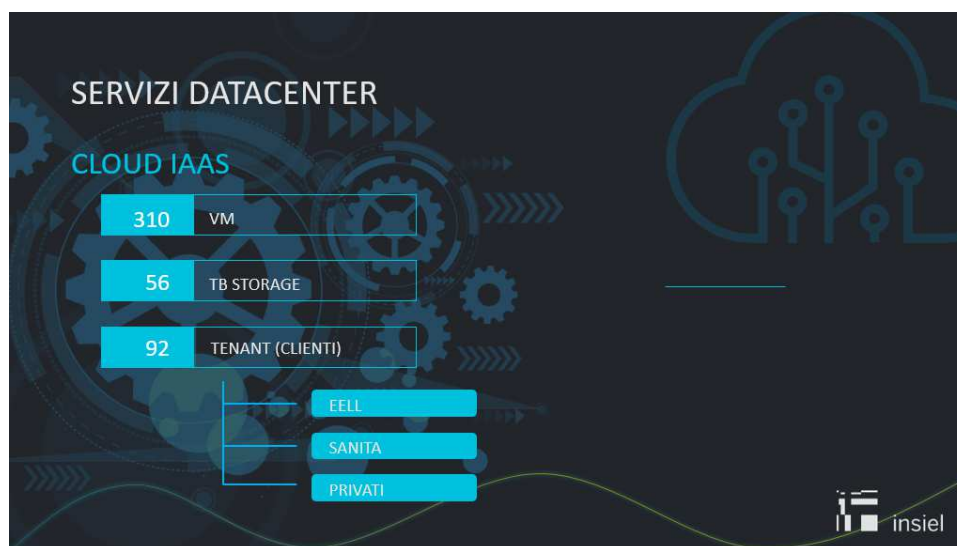 SERVIZI DATACENTER
CLOUD IAAS
310 VM
56 TB STORAGE
92 TENANT (CLIENTI)
EELL
SANITA
PRIVATI
insiel